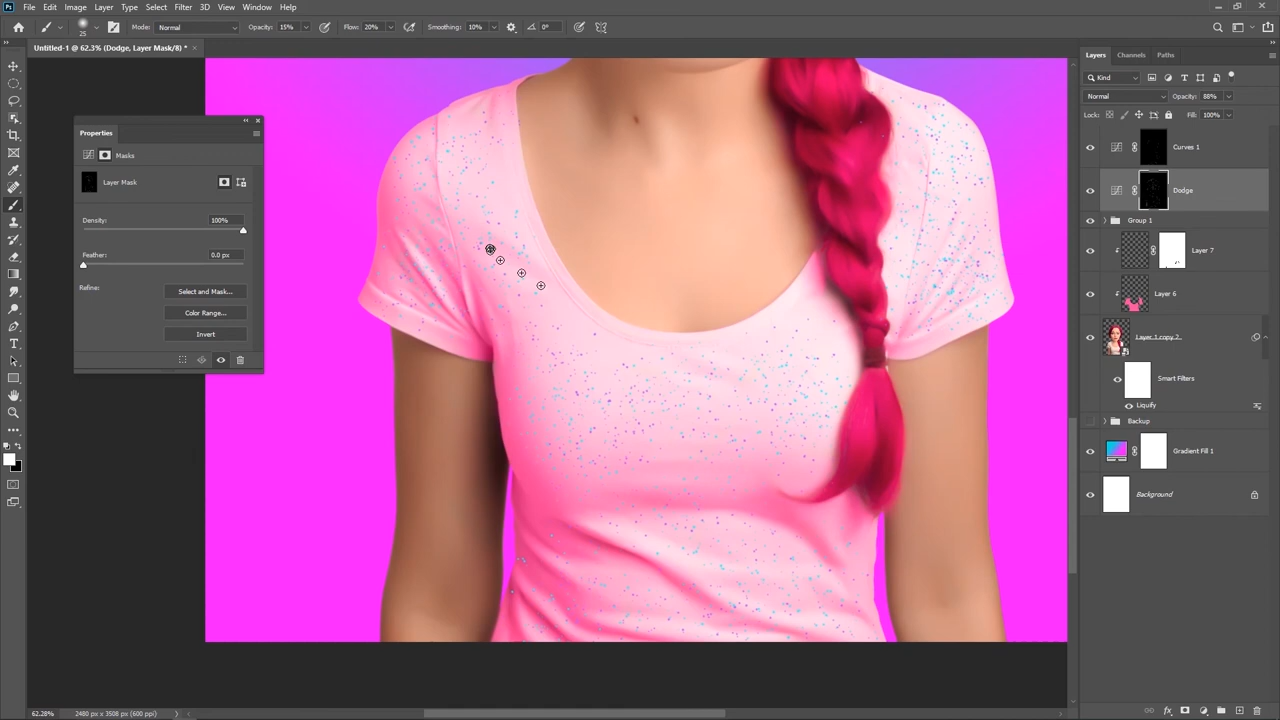 Ps File Edit Image Layer Type Select Filter 3D View Window Help
25 Mode: Normal Opacity: 15% Flow: 20% Smoothing: 10% 0°
Untitled-1 @ 62.3% (Dodge, Layer Mask/8) * ×
Properties
Masks
Layer Mask
Density: 100%
Feather: 0.0 px
Refine:
Select and Mask...
Color Range...
Invert
Layers Channels Paths
Kind
Normal Opacity: 88%
Lock: Fill: 100%
Curves 1
Dodge
Group 1
Layer 7
Layer 6
Layer 1 copy 2
Smart Filters
Liquify
Backup
Gradient Fill 1
Background
62.28% 2480 px x 3508 px (600 ppi)